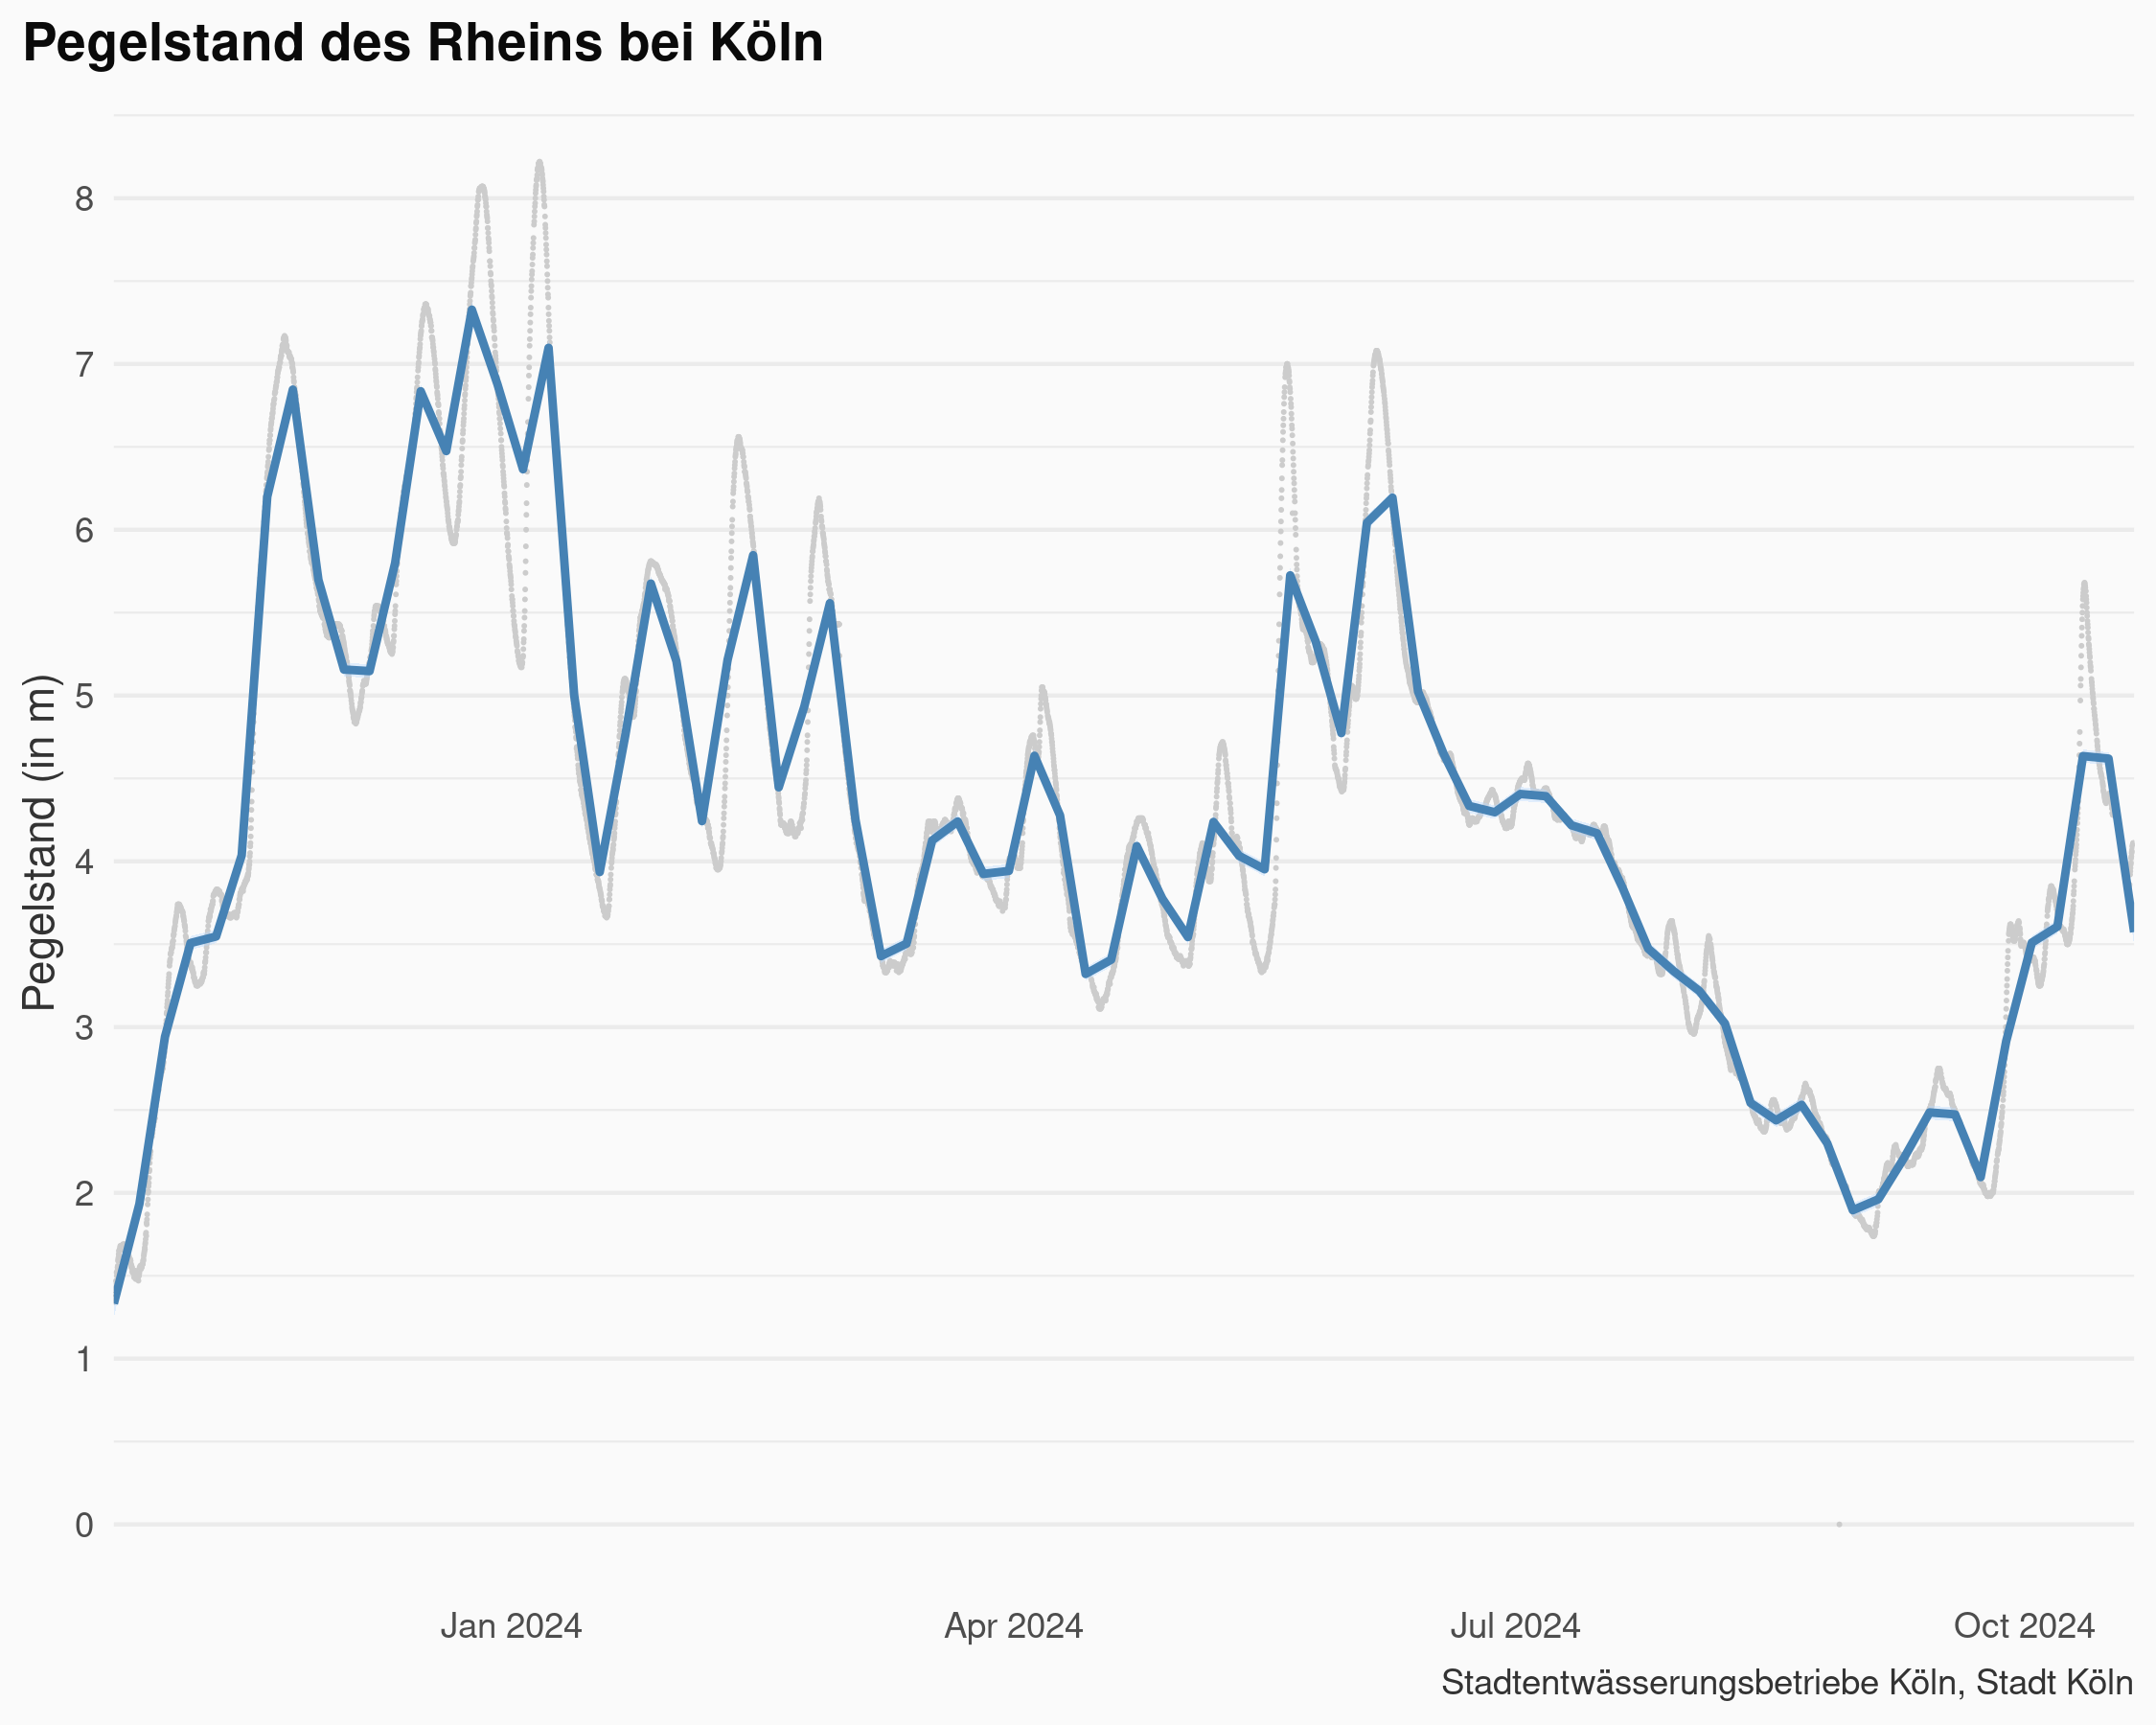 Pegelstand des Rheins bei Köln
Pegelstand (in m)
8
7
6
5
4
3
2
1
0
Jan 2024 Apr 2024 Jul 2024 Oct 2024
Stadtentwässerungsbetriebe Köln, Stadt Köln